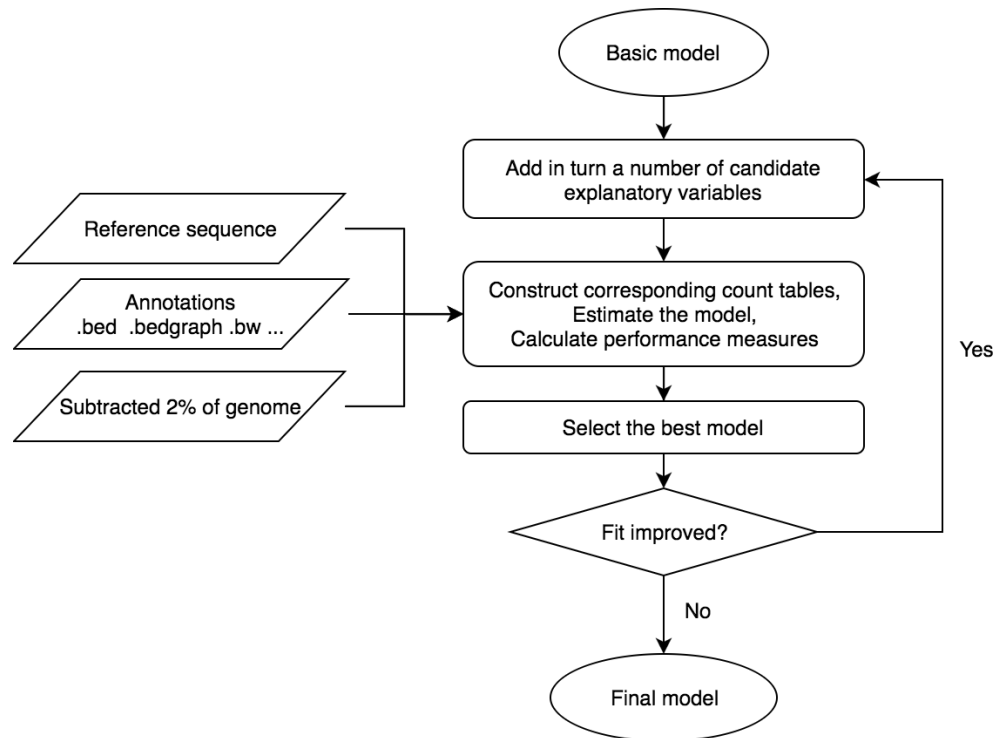 Basic model
Add in turn a number of candidate
explanatory variables
Reference sequence
Annotations
.bed .bedgraph .bw ...
Subtracted 2% of genome
Construct corresponding count tables,
Estimate the model,
Calculate performance measures
Yes
Select the best model
Fit improved?
No
Final model